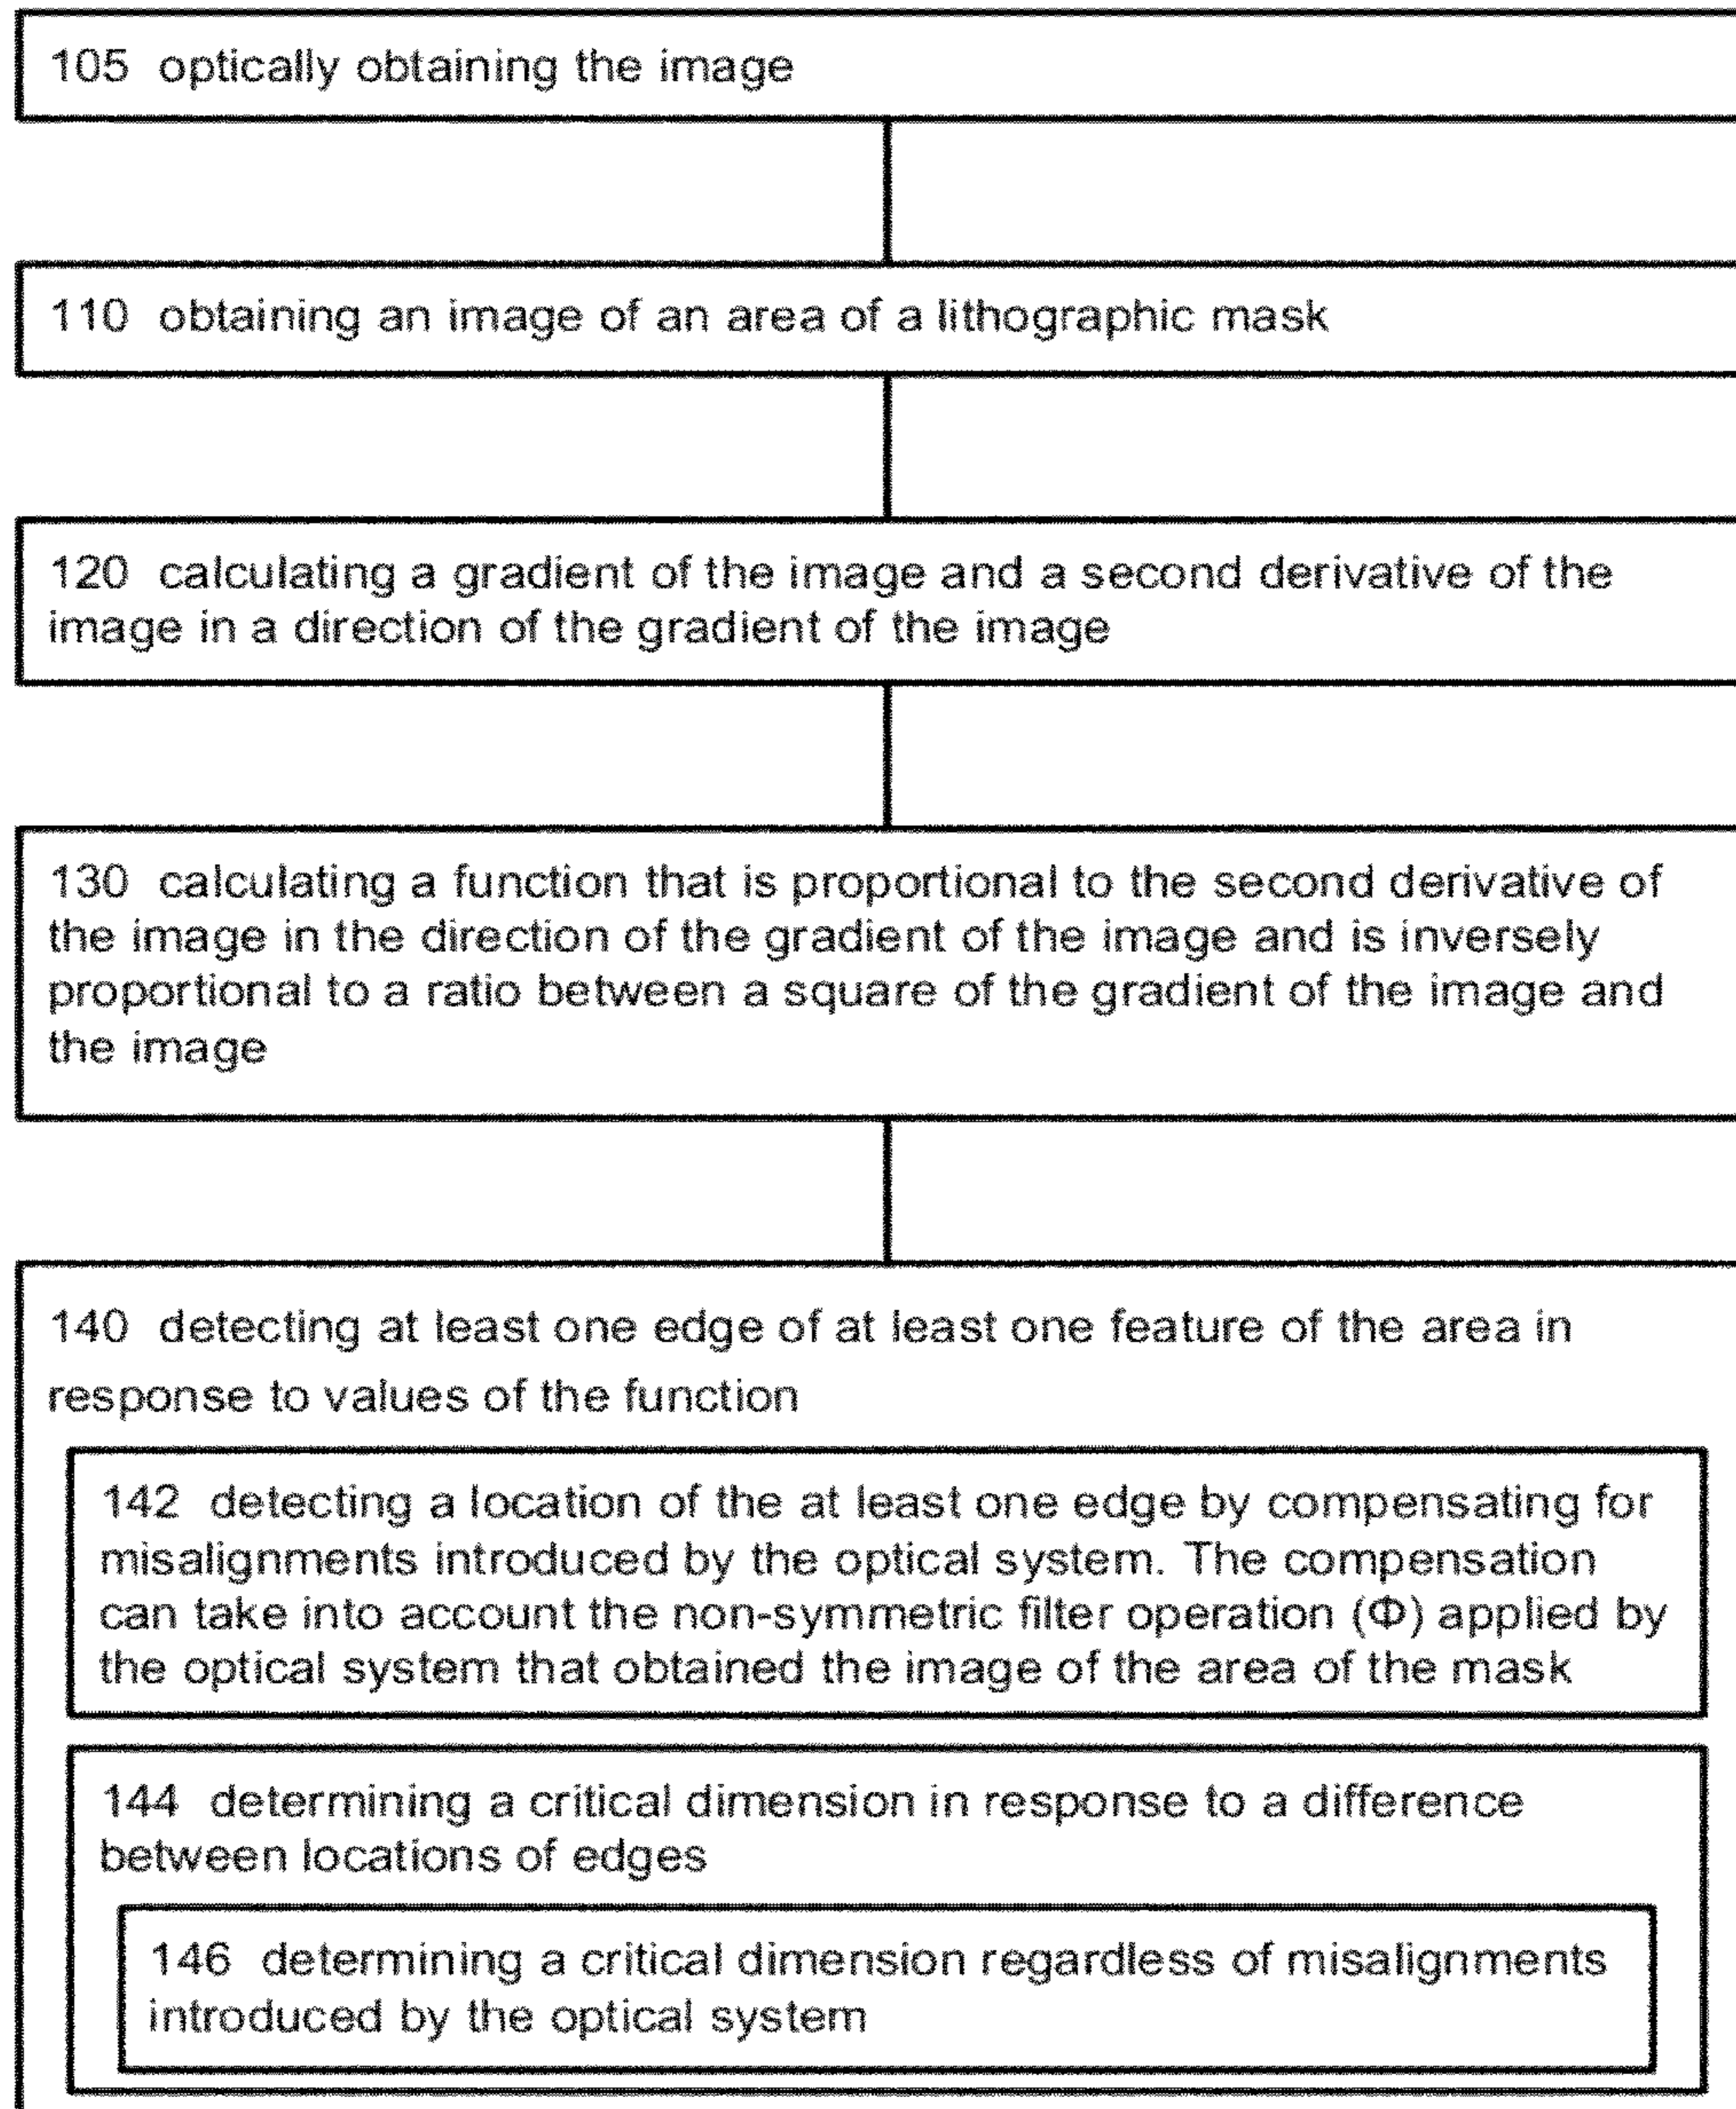 105 optically obtaining the image
110 obtaining an image of an area of a lithographic mask
120 calculating a gradient of the image and a second derivative of the
image in a direction of the gradient of the image
130 calculating a function that is proportional to the second derivative of
the image in the direction of the gradient of the image and is inversely
proportional to a ratio between a square of the gradient of the image and
the image
140 detecting at least one edge of at least one feature of the area in
response to values of the function
142 detecting a location of the at least one edge by compensating for
misalignments introduced by the optical system. The compensation
can take into account the non-symmetric filter operation (Φ) applied by
the optical system that obtained the image of the area of the mask
144 determining a critical dimension in response to a difference
between locations of edges
146 determining a critical dimension regardless of misalignments
introduced by the optical system